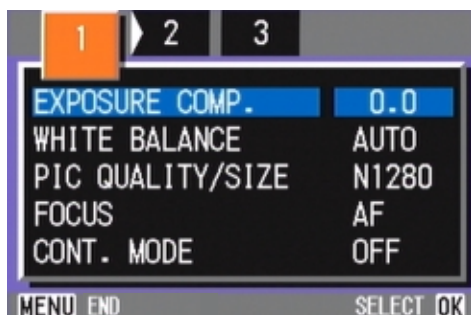 1 2 3
EXPOSURE COMP. 0.0
WHITE BALANCE AUTO
PIC QUALITY/SIZE N1280
FOCUS AF
CONT. MODE OFF
MENU END SELECT OK